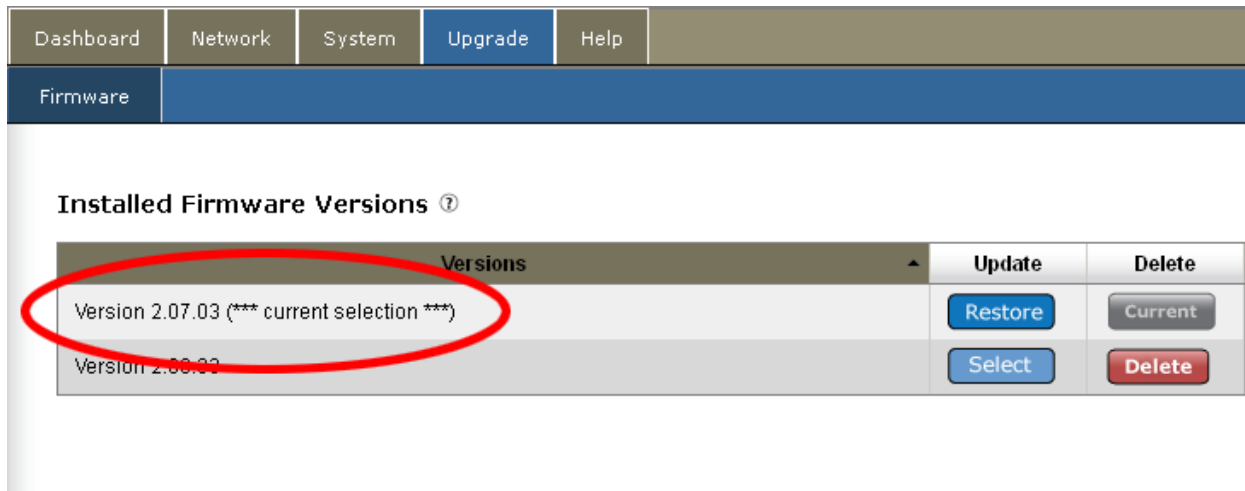 Dashboard Network System Upgrade Help
Firmware
Installed Firmware Versions ?
Versions Update Delete
Version 2.07.03 (*** current selection ***) Restore Current
Version Select Delete